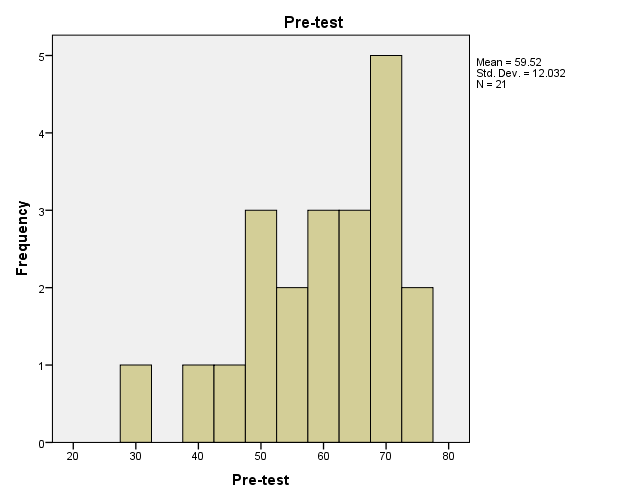 Pre-test
Mean = 59.52
Std. Dev. = 12.032
N = 21
5
4
3
2
1
0
Frequency
20 30 40 50 60 70 80
Pre-test